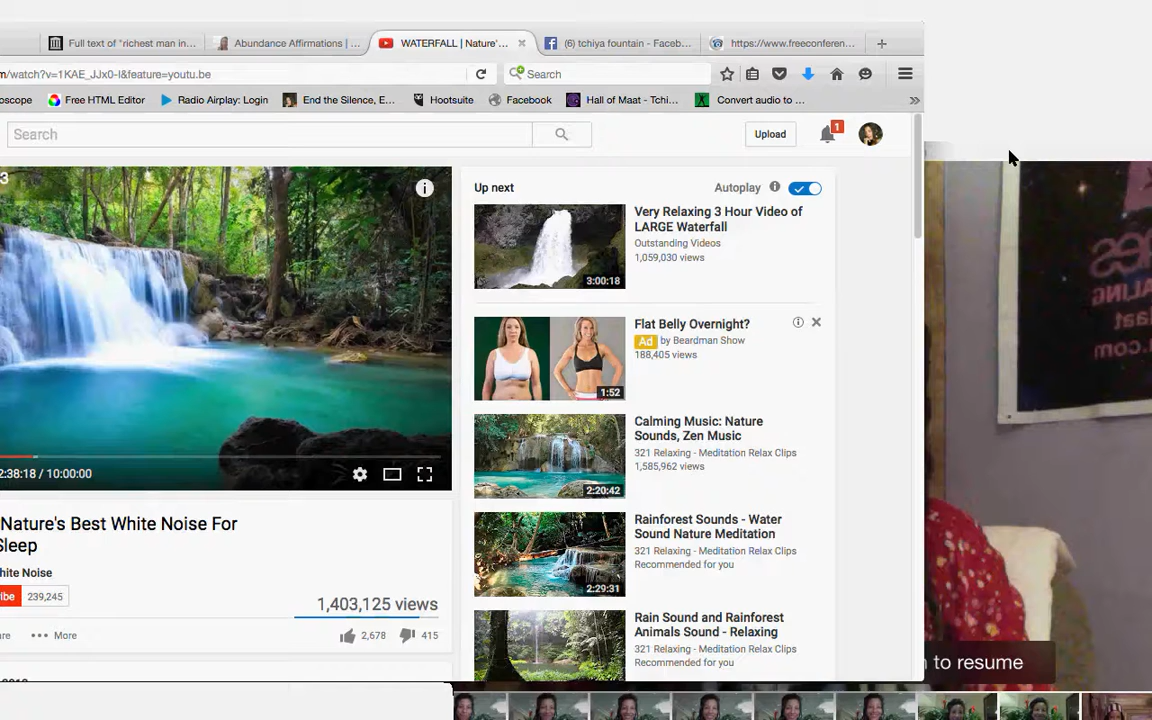 Full text of "richest man in...
Abundance Affirmations | ...
WATERFALL | Nature'...
(6) tchiya fountain - Faceb...
https://www.freeconferen...
m/watch?v=1KAE_JJx0-I&feature=youtu.be
Search
oscope
Free HTML Editor
Radio Airplay: Login
End the Silence, E...
Hootsuite
Facebook
Hall of Maat - Tchi...
Convert audio to ...
Search
Upload
1
3
Up next
Autoplay
Very Relaxing 3 Hour Video of
LARGE Waterfall
Outstanding Videos
1,059,030 views
3:00:18
Flat Belly Overnight?
Ad by Beardman Show
188,405 views
1:52
Calming Music: Nature
Sounds, Zen Music
321 Relaxing - Meditation Relax Clips
1,585,962 views
2:20:42
2:38:18 / 10:00:00
Nature's Best White Noise For
Sleep
hite Noise
ibe 239,245
1,403,125 views
are
More
2,678
415
Rainforest Sounds - Water
Sound Nature Meditation
321 Relaxing - Meditation Relax Clips
Recommended for you
2:29:31
Rain Sound and Rainforest
Animals Sound - Relaxing
321 Relaxing - Meditation Relax Clips
Recommended for you
ALING
aat
.com
to resume